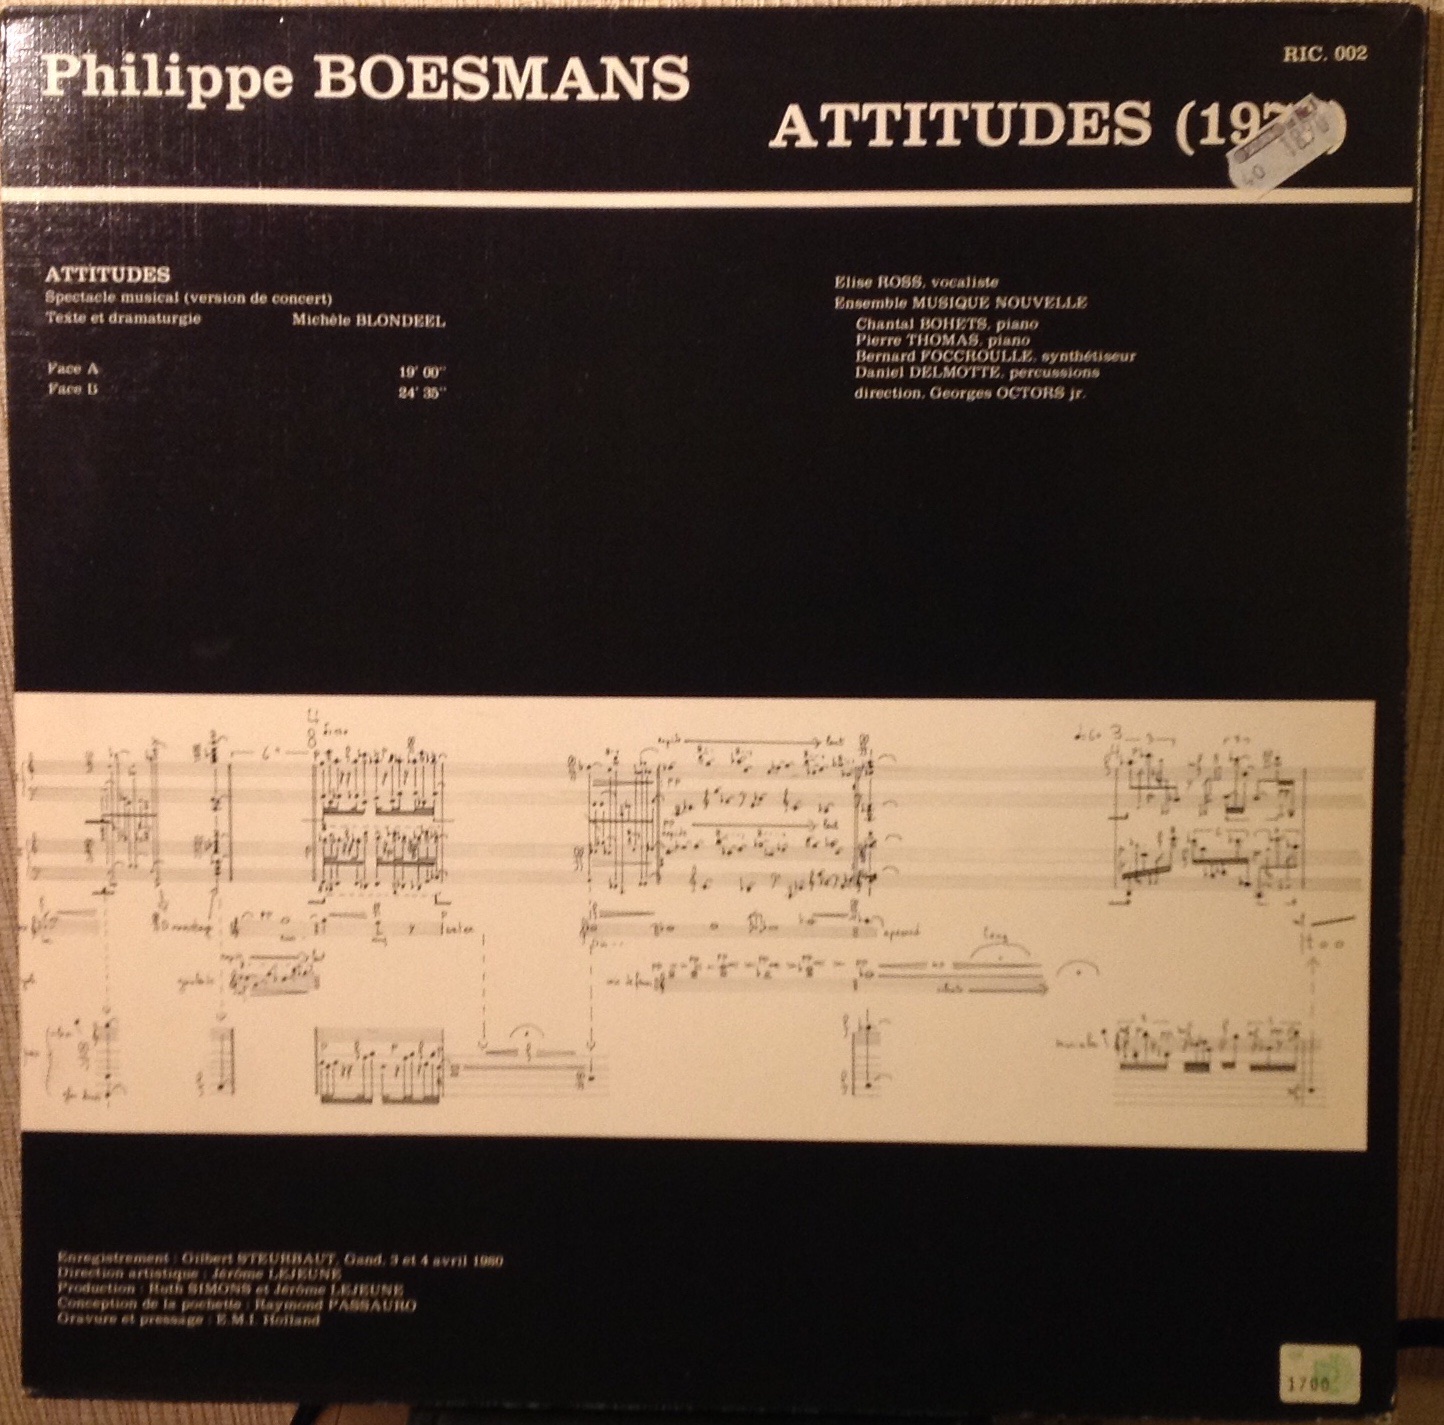 Philippe BOESMANS
RIC. 002
ATTITUDES (197 )
40
ATTITUDES
Spectacle musical (version de concert)
Texte et dramaturgie Michèle BLONDEEL
Face A 19' 00"
Face B 24' 35"
Elise ROSS, vocaliste
Ensemble MUSIQUE NOUVELLE
Chantal BOHETS, piano
Pierre THOMAS, piano
Bernard FOCCROULLE, synthétiseur
Daniel DELMOTTE, percussions
direction, Georges OCTORS jr.
Enregistrement : Gilbert STEURBAUT, Gand, 3 et 4 avril 1980
Direction artistique : Jérôme LEJEUNE
Production : Ruth SIMONS et Jérôme LEJEUNE
Conception de la pochette : Raymond PASSAURO
Gravure et pressage : E.M.I. Holland
1700